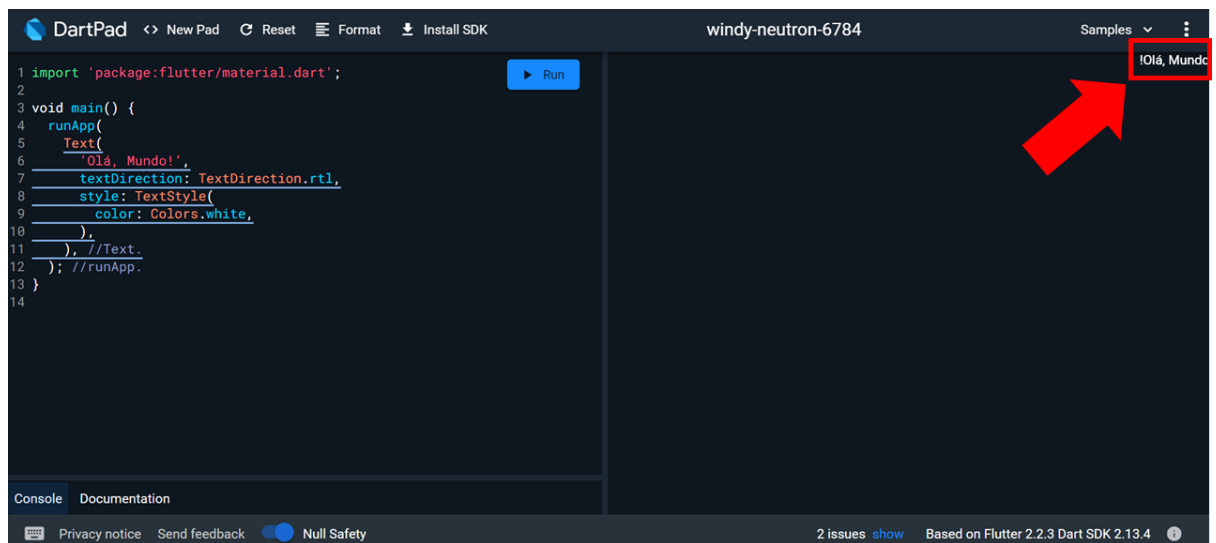 DartPad <> New Pad Reset Format Install SDK windy-neutron-6784 Samples
1 import 'package:flutter/material.dart'; Run
2
3 void main() {
4 runApp(
5 Text(
6 'Olá, Mundo!',
7 textDirection: TextDirection.rtl,
8 style: TextStyle(
9 color: Colors.white,
10 ),
11 ), //Text.
12 ); //runApp.
13 }
14
!Olá, Mundo
Console Documentation
Privacy notice Send feedback Null Safety 2 issues show Based on Flutter 2.2.3 Dart SDK 2.13.4